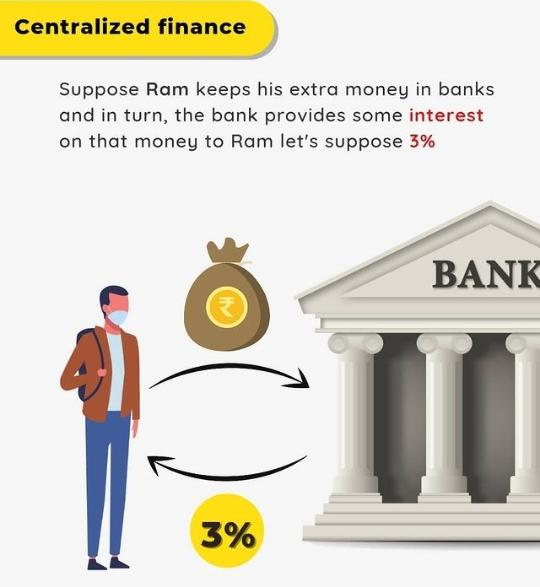 Centralized finance
Suppose Ram keeps his extra money in banks
and in turn, the bank provides some interest
on that money to Ram let's suppose 3%
₹
BANK
3%